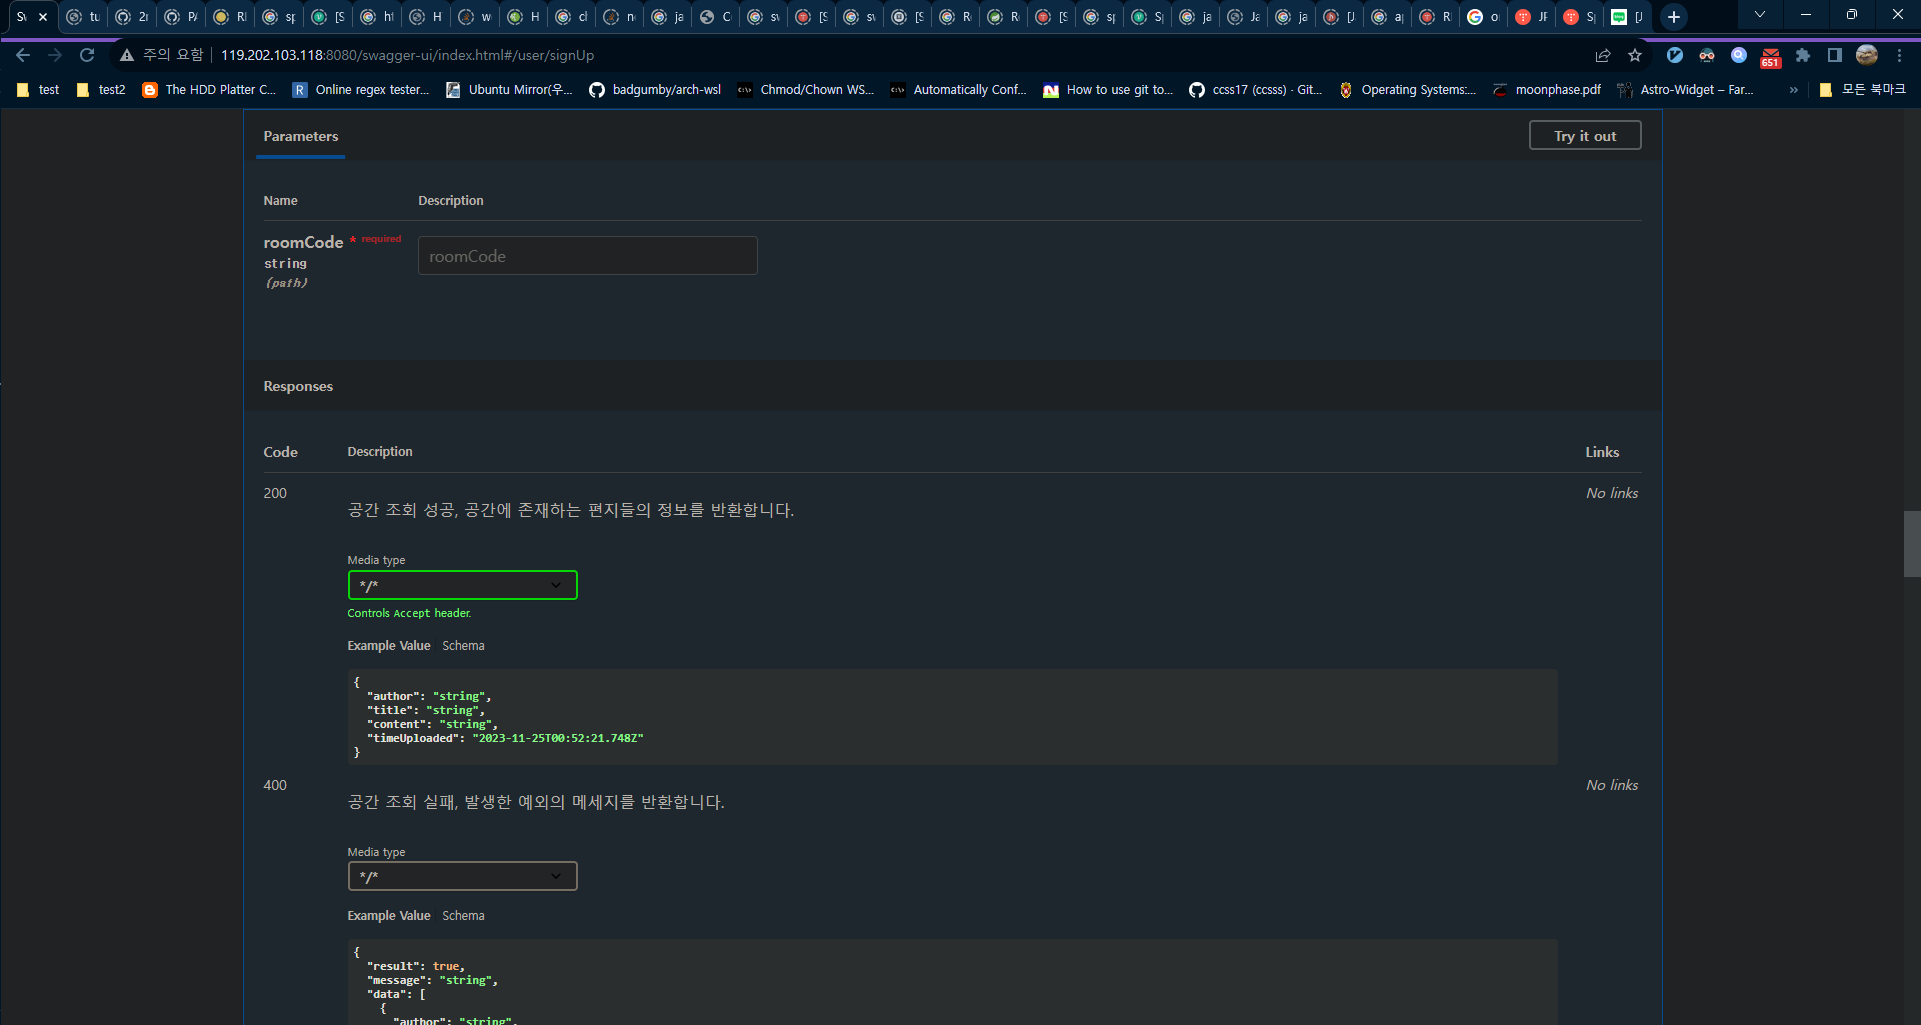 주의 요함 119.202.103.118:8080/swagger-ui/index.html#/user/signUp
651
test test2 The HDD Platter C... Online regex tester... Ubuntu Mirror(우... badgumby/arch-wsl Chmod/Chown WS... Automatically Conf... How to use git to... ccss17 (ccsss) · Git... Operating Systems:... moonphase.pdf Astro-Widget – Far... » 모든 북마크
Parameters
Try it out
Name Description
roomCode * required
string
(path)
roomCode
Responses
Code Description Links
200
공간 조회 성공, 공간에 존재하는 편지들의 정보를 반환합니다.
No links
Media type
*/*
Controls Accept header.
Example Value Schema
{
"author": "string",
"title": "string",
"content": "string",
"timeUploaded": "2023-11-25T00:52:21.748Z"
}
400
공간 조회 실패, 발생한 예외의 메세지를 반환합니다.
No links
Media type
*/*
Example Value Schema
{
"result": true,
"message": "string",
"data": [
{
"author": "string",